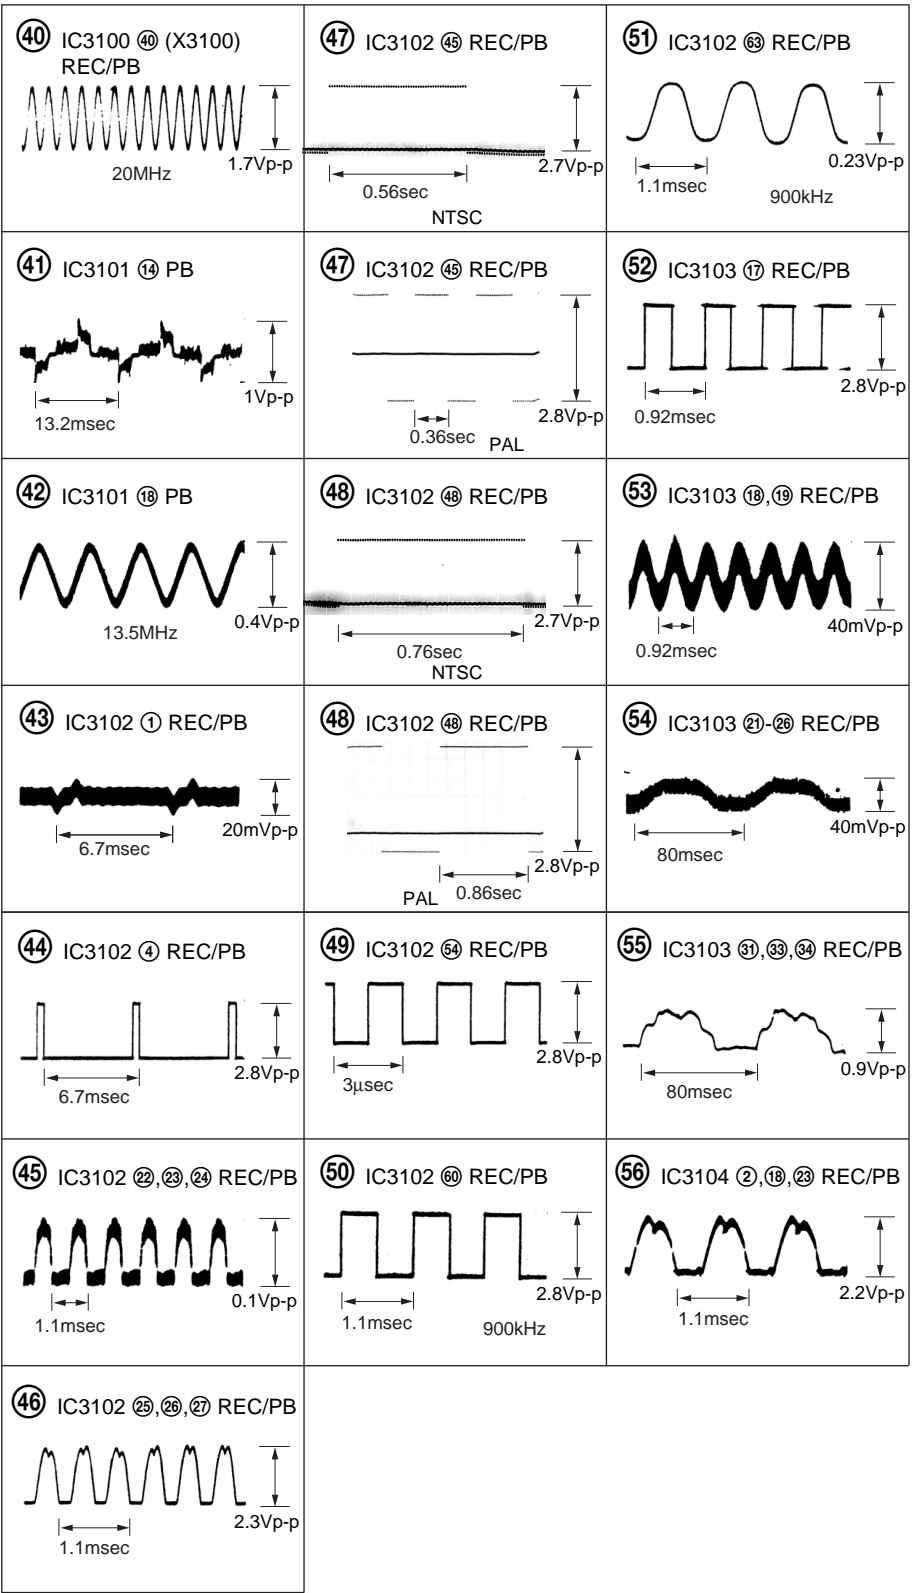 ㊵ IC3100 ㊵ (X3100)
REC/PB
1.7Vp-p
20MHz
㊶ IC3101 ⑭ PB
1Vp-p
13.2msec
㊷ IC3101 ⑱ PB
0.4Vp-p
13.5MHz
㊸ IC3102 ① REC/PB
20mVp-p
6.7msec
㊹ IC3102 ④ REC/PB
2.8Vp-p
6.7msec
㊺ IC3102 ㉒,㉓,㉔ REC/PB
0.1Vp-p
1.1msec
㊻ IC3102 ㉕,㉖,㉗ REC/PB
2.3Vp-p
1.1msec
㊼ IC3102 ㊺ REC/PB
2.7Vp-p
0.56sec
NTSC
㊼ IC3102 ㊺ REC/PB
2.8Vp-p
0.36sec
PAL
㊽ IC3102 ㊽ REC/PB
2.7Vp-p
0.76sec
NTSC
㊽ IC3102 ㊽ REC/PB
2.8Vp-p
PAL 0.86sec
㊾ IC3102 54 REC/PB
2.8Vp-p
3µsec
㊿ IC3102 60 REC/PB
2.8Vp-p
1.1msec
900kHz
51 IC3102 63 REC/PB
0.23Vp-p
1.1msec
900kHz
52 IC3103 ⑰ REC/PB
2.8Vp-p
0.92msec
53 IC3103 ⑱,⑲ REC/PB
40mVp-p
0.92msec
54 IC3103 ㉑-㉖ REC/PB
40mVp-p
80msec
55 IC3103 ㉛,㉝,㉞ REC/PB
0.9Vp-p
80msec
56 IC3104 ②,⑱,㉓ REC/PB
2.2Vp-p
1.1msec